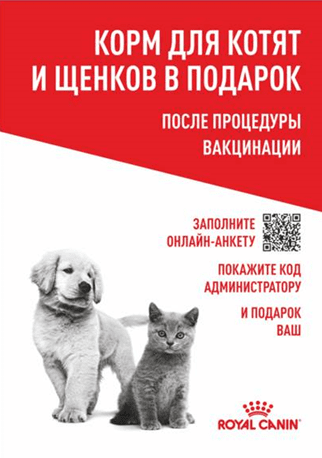 КОРМ ДЛЯ КОТЯТ
И ЩЕНКОВ В ПОДАРОК
ПОСЛЕ ПРОЦЕДУРЫ
ВАКЦИНАЦИИ
ЗАПОЛНИТЕ
ОНЛАЙН-АНКЕТУ
ПОКАЖИТЕ КОД
АДМИНИСТРАТОРУ
И ПОДАРОК
ВАШ
ROYAL CANIN